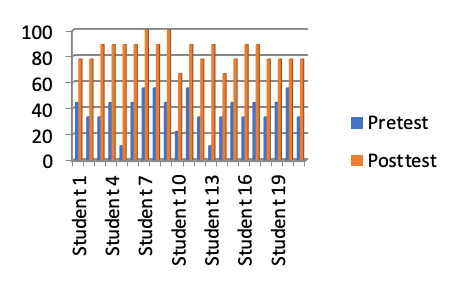 100
80
60
40
20
0
Student 1
Student 4
Student 7
Student 10
Student 13
Student 16
Student 19
Pretest
Posttest